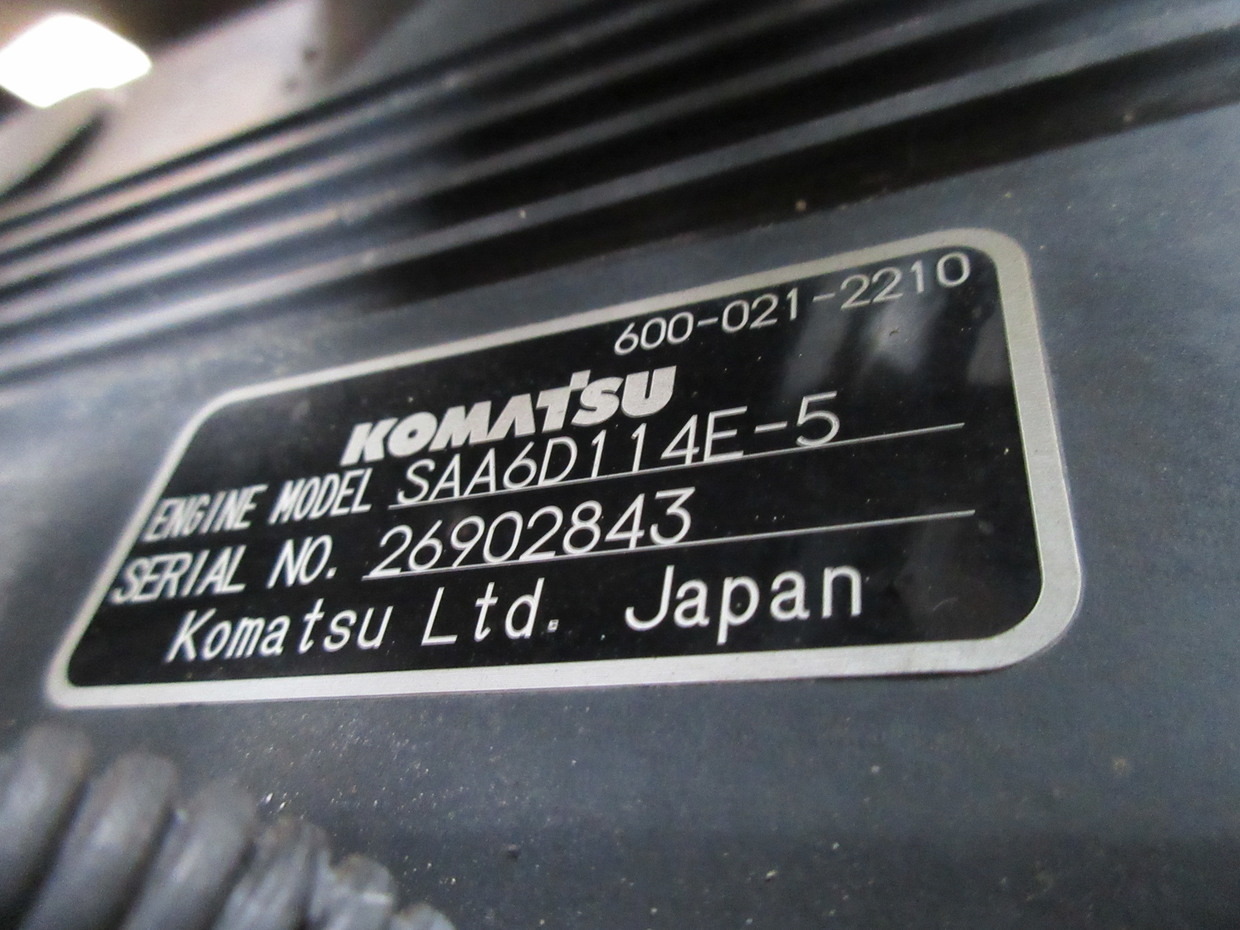 600-021-2210
KOMATSU
ENGINE MODEL SAA6D114E-5
SERIAL NO. 26902843
Komatsu Ltd. Japan